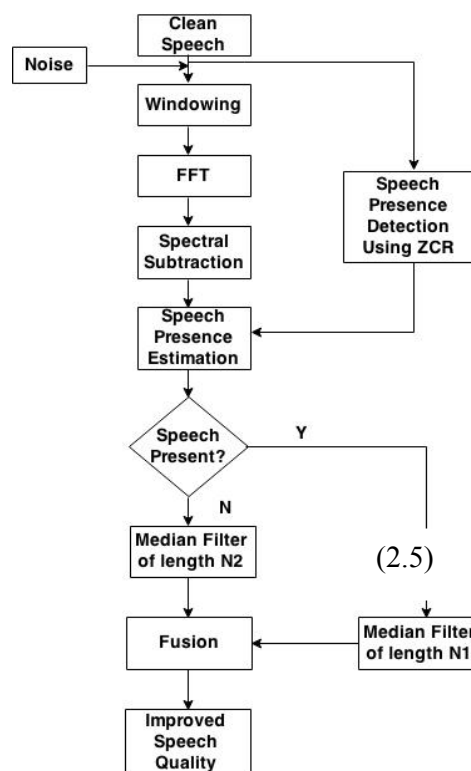 Clean
Speech
Noise
Windowing
FFT
Speech
Presence
Detection
Using ZCR
Spectral
Subtraction
Speech
Presence
Estimation
Speech
Present?
Y
N
Median Filter
of length N2
(2.5)
Fusion
Median Filter
of length N1
Improved
Speech
Quality